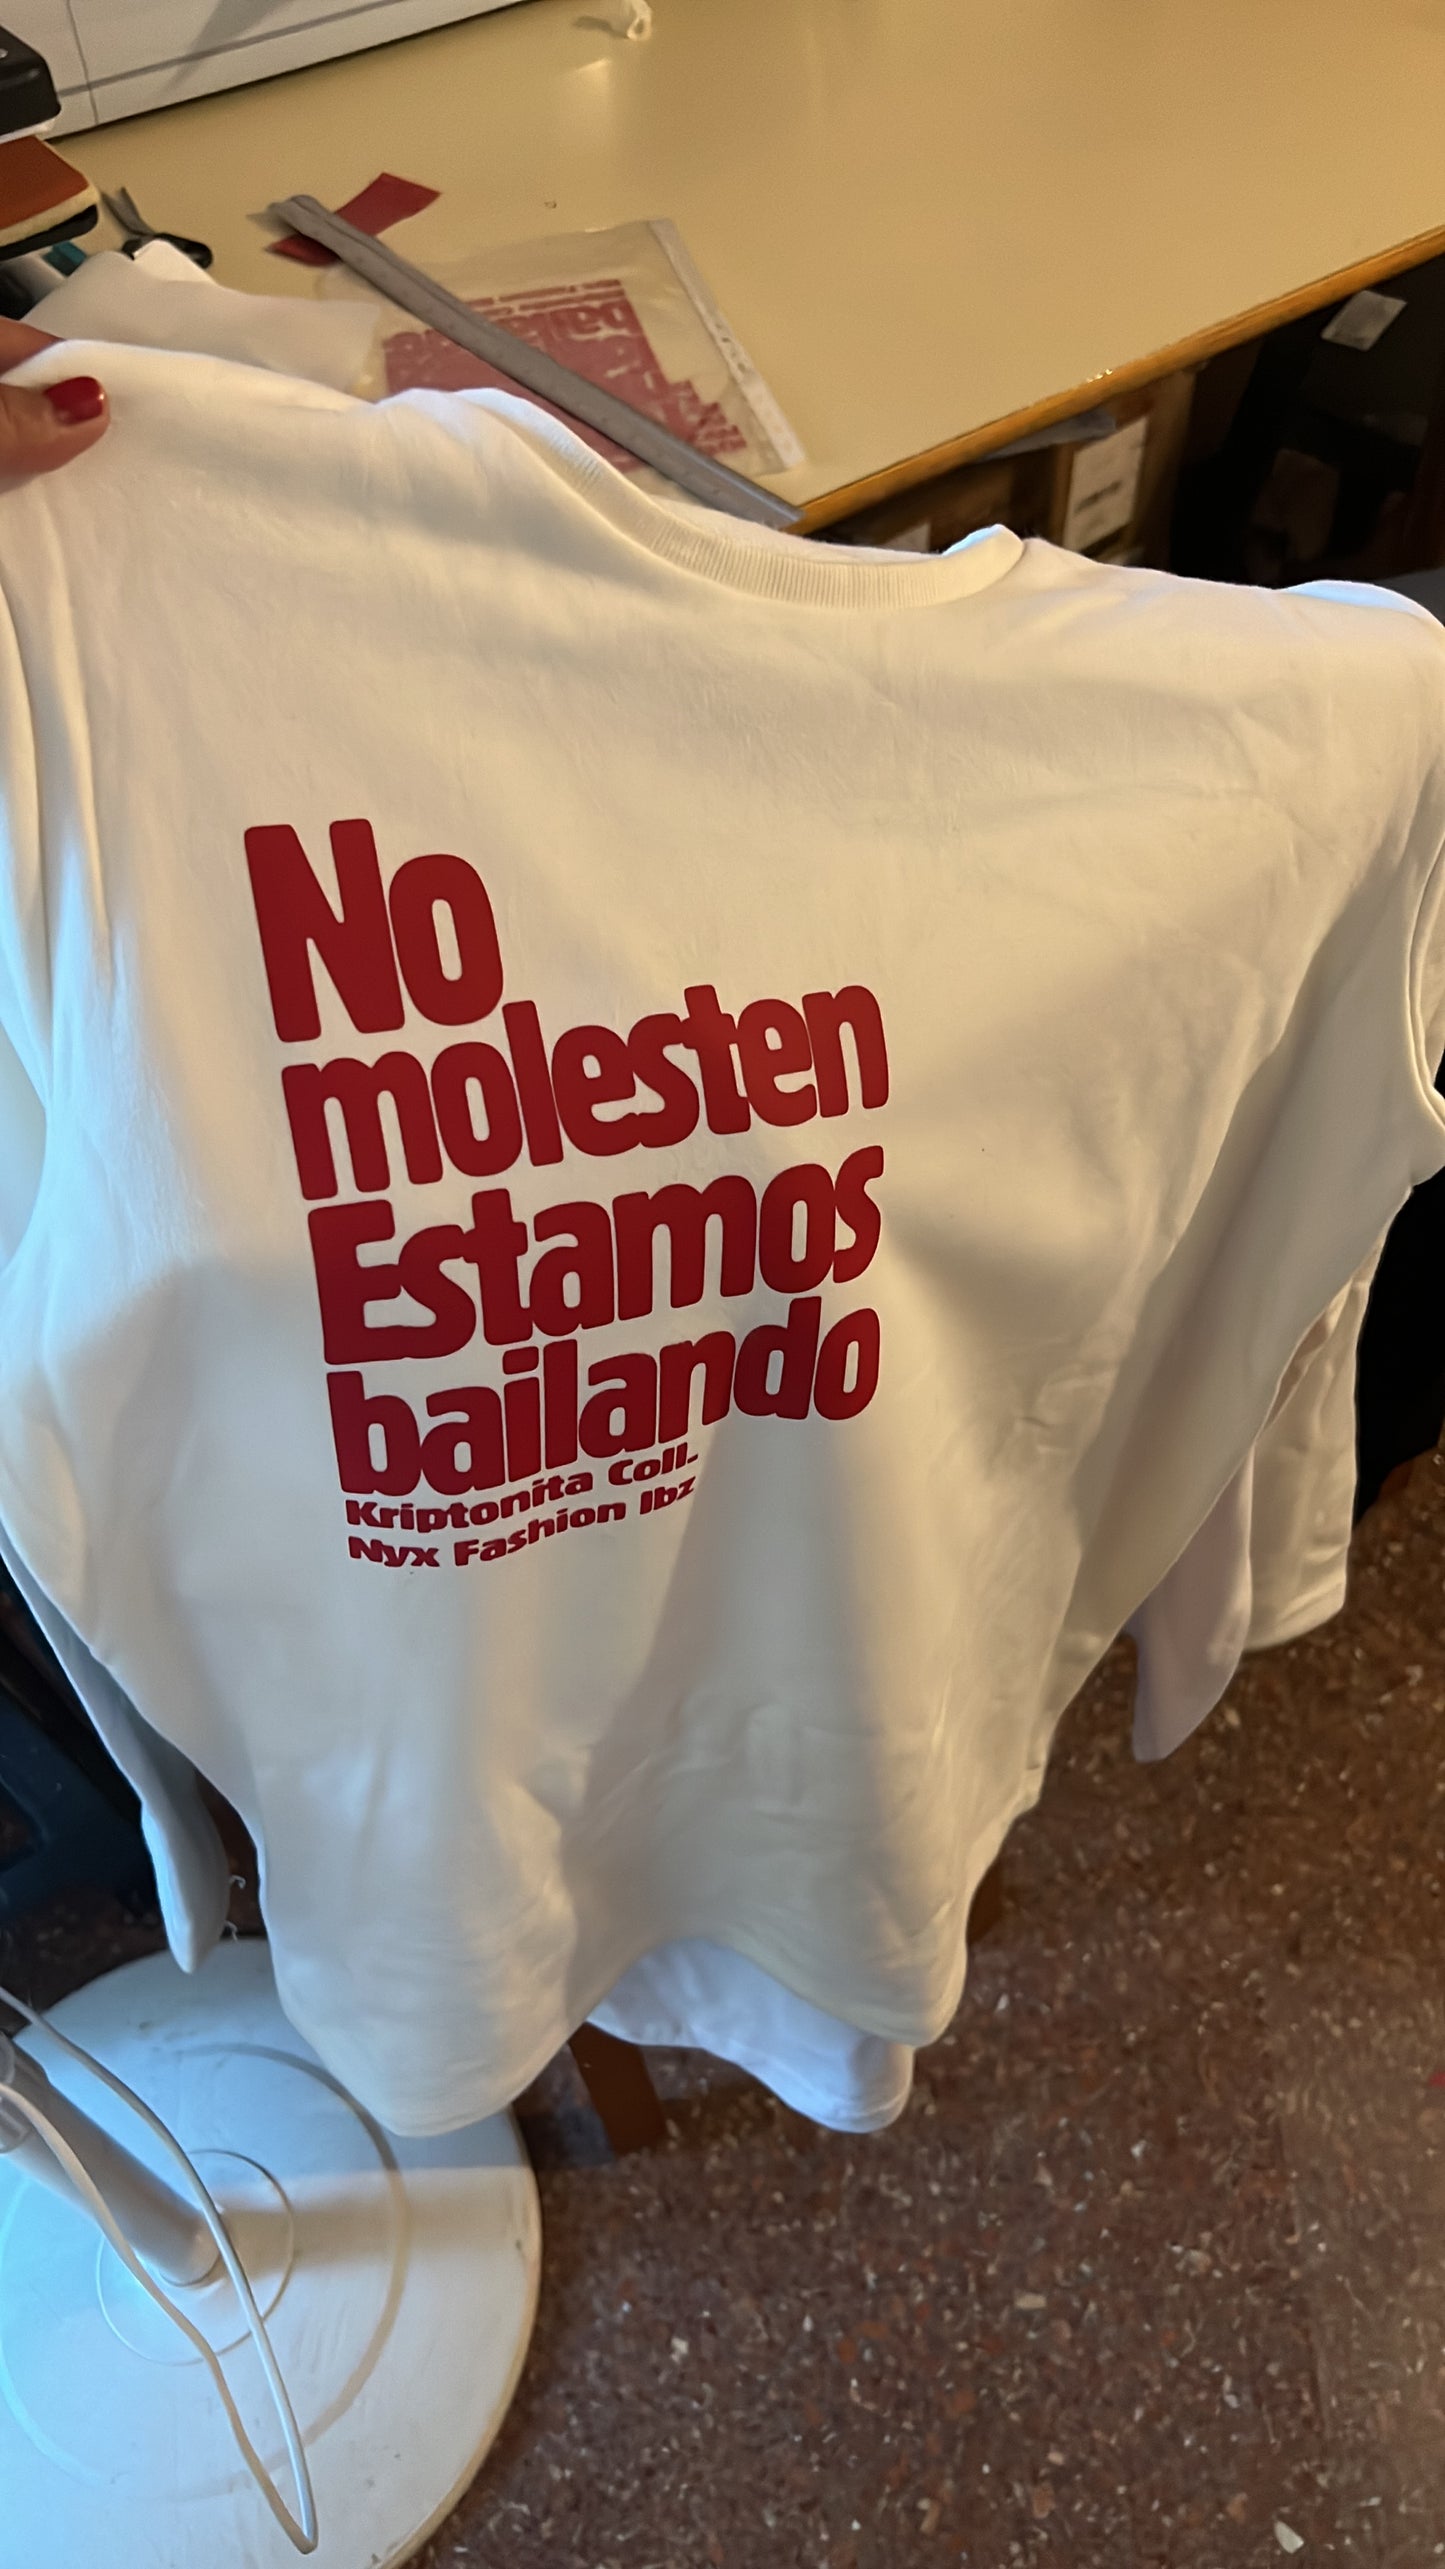 No
molesten
Estamos
bailando
Kriptonita Coll.
Nyx Fashion Ibz